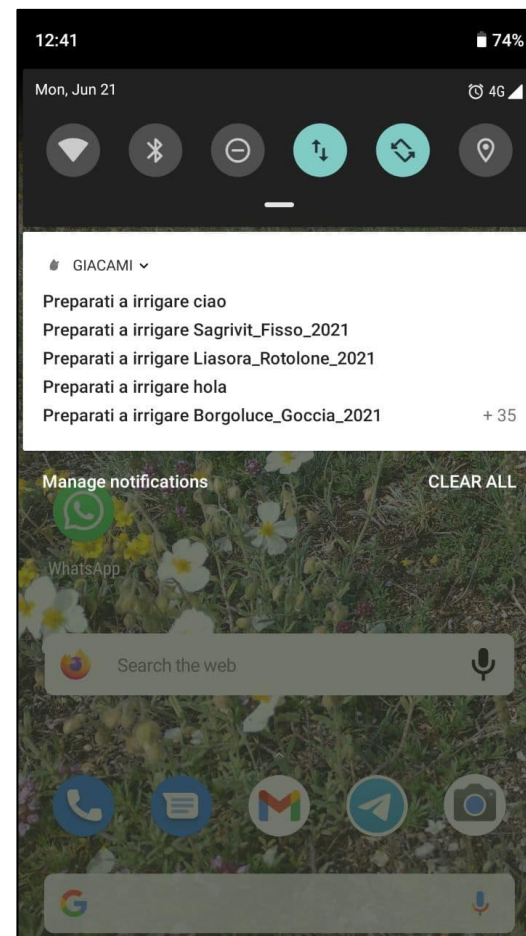 12:41
74%
Mon, Jun 21
4G
GIACAMI
Preparati a irrigare ciao
Preparati a irrigare Sagrivit_Fisso_2021
Preparati a irrigare Liasora_Rotolone_2021
Preparati a irrigare hola
Preparati a irrigare Borgoluce_Goccia_2021
+ 35
Manage notifications
CLEAR ALL
WhatsApp
Search the web